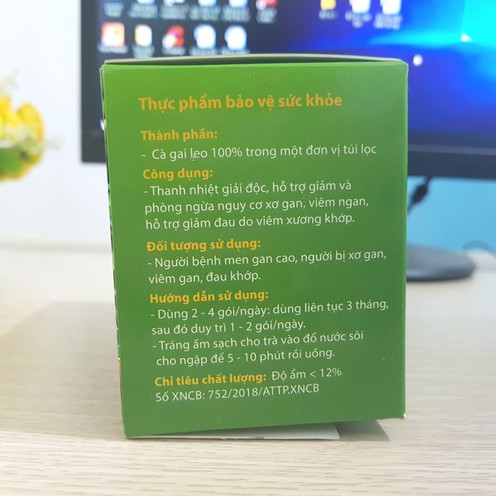 Thực phẩm bảo vệ sức khỏe
Thành phần:
- Cà gai leo 100% trong một đơn vị túi lọc
Công dụng:
- Thanh nhiệt giải độc, hỗ trợ giảm và
phòng ngừa nguy cơ xơ gan, viêm ngan,
hỗ trợ giảm đau do viêm xương khớp.
Đối tượng sử dụng:
- Người bệnh men gan cao, người bị xơ gan,
viêm gan, đau khớp.
Hướng dẫn sử dụng:
- Dùng 2 - 4 gói/ngày: dùng liên tục 3 tháng,
sau đó duy trì 1 - 2 gói/ngày.
- Tráng ấm sạch cho trà vào đổ nước sôi
cho ngập để 5 - 10 phút rồi uống.
Chỉ tiêu chất lượng: Độ ẩm < 12%
Số XNCB: 752/2018/ATTP.XNCB